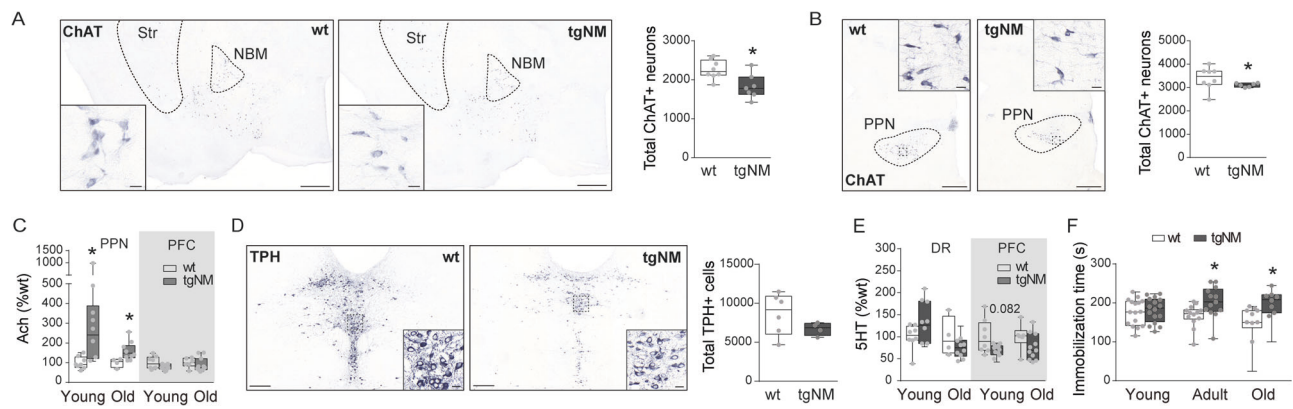 A
ChAT
Str
wt
NBM
Str
tgNM
NBM
Total ChAT+ neurons
3000
2000
1000
0
*
wt tgNM
B
wt
PPN
ChAT
tgNM
PPN
Total ChAT+ neurons
5000
4000
3000
2000
1000
0
*
wt tgNM
C
Ach (%wt)
1500
1000
500
400
300
200
100
0
PPN PFC
*
*
wt
tgNM
Young Old Young Old
D
TPH wt
tgNM
Total TPH+ cells
15000
10000
5000
0
wt tgNM
E
5HT (%wt)
300
250
200
150
100
50
0
DR PFC
wt
tgNM
0.082
Young Old Young Old
F
wt tgNM
Immobilization time (s)
400
300
200
100
0
* *
Young Adult Old